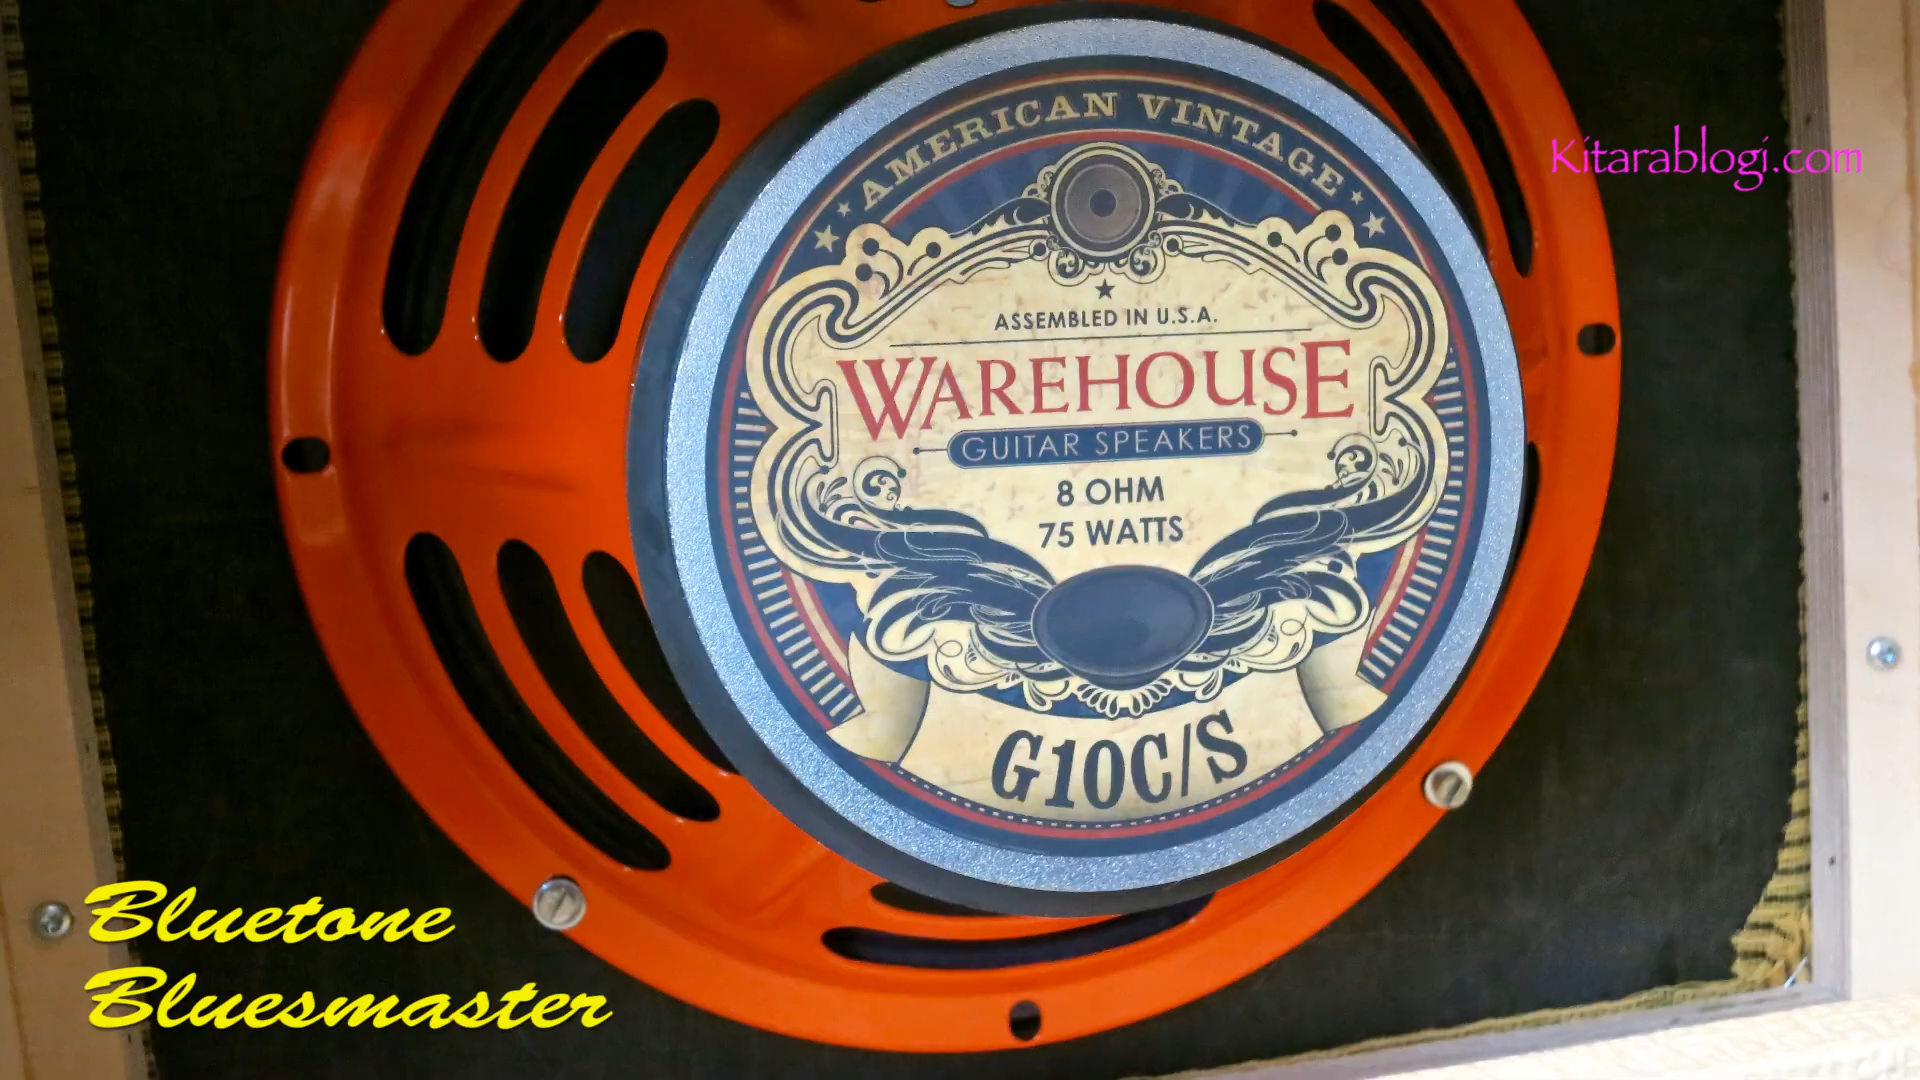 AMERICAN VINTAGE
Kitarablogi.com
ASSEMBLED IN U.S.A.
WAREHOUSE
GUITAR SPEAKERS
8 OHM
75 WATTS
G10C/S
Bluetone
Bluesmaster